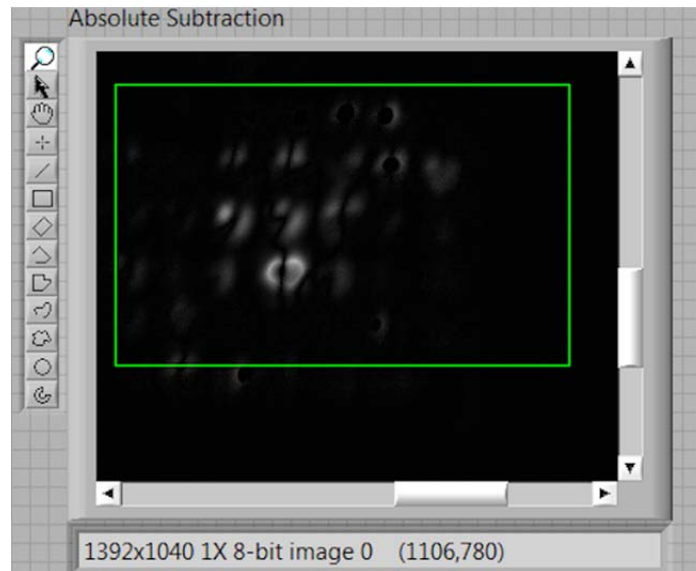 Absolute Subtraction
1392x1040 1X 8-bit image 0 (1106,780)